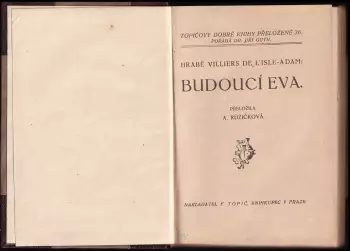 TOPIČOVY DOBRÉ KNIHY PŘELOŽENÉ 26.
POŘÁDÁ DR. JIŘÍ GUTH.
HRABĚ VILLIERS DE L'ISLE-ADAM:
BUDOUCÍ EVA.
PŘELOŽILA
A. RŮŽIČKOVÁ
NAKLADATEL F. TOPIČ, KNIHKUPEC V PRAZE